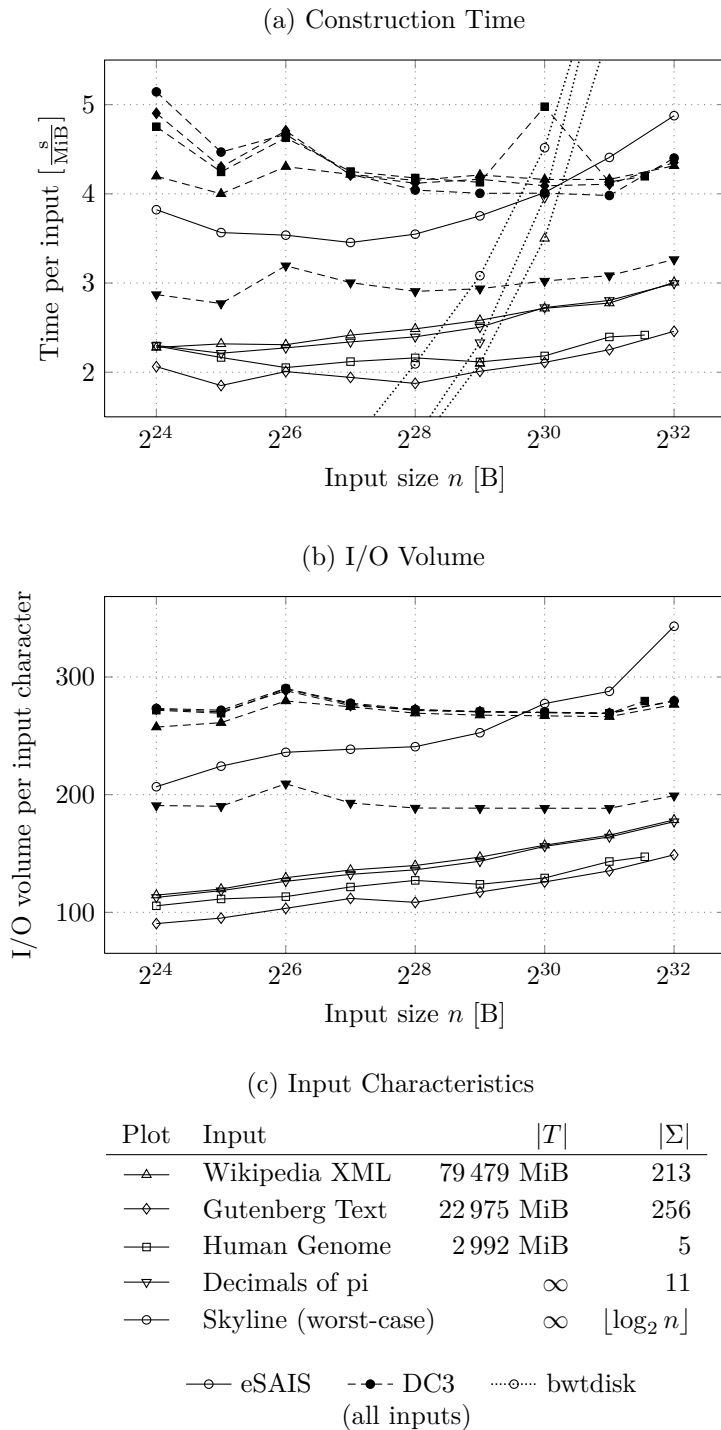 (a) Construction Time
Time per input [s/MiB]
5
4
3
2
2^24 2^26 2^28 2^30 2^32
Input size n [B]
(b) I/O Volume
I/O volume per input character
300
200
100
2^24 2^26 2^28 2^30 2^32
Input size n [B]
(c) Input Characteristics
Plot Input |T| |Σ|
Wikipedia XML 79 479 MiB 213
Gutenberg Text 22 975 MiB 256
Human Genome 2 992 MiB 5
Decimals of pi ∞ 11
Skyline (worst-case) ∞ ⌊log₂ n⌋
eSAIS DC3 bwtdisk
(all inputs)